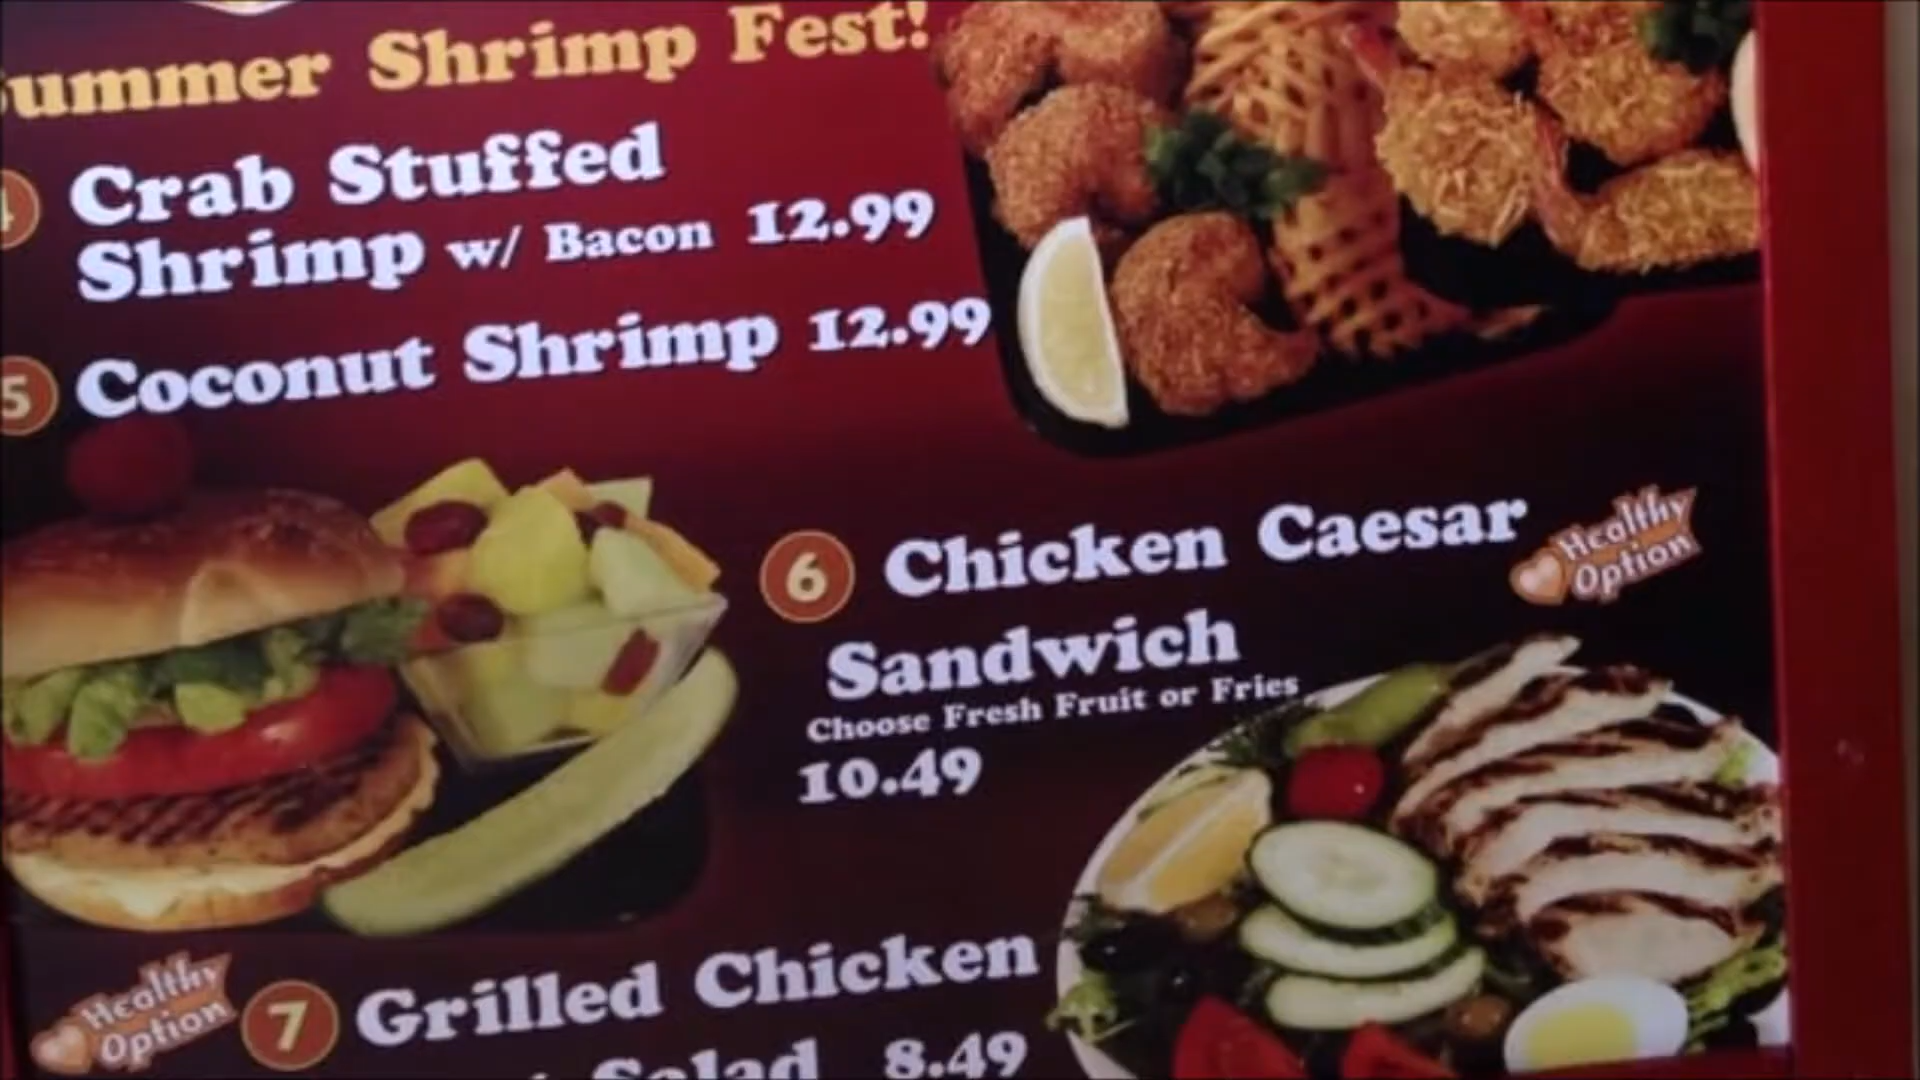 Summer Shrimp Fest!
4 Crab Stuffed
Shrimp w/ Bacon 12.99
5 Coconut Shrimp 12.99
6 Chicken Caesar
Healthy
Option
Sandwich
Choose Fresh Fruit or Fries
10.49
Healthy
Option
7 Grilled Chicken
Salad 8.49